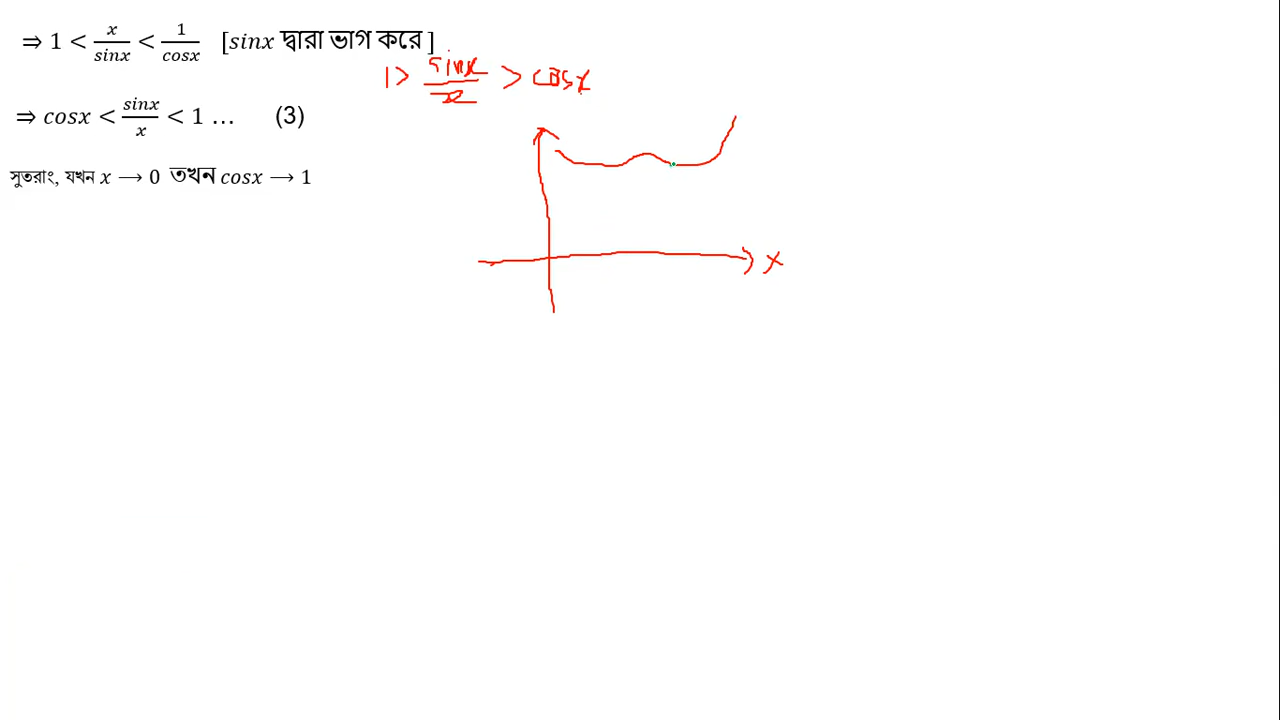 ⇒ 1 < x/sinx < 1/cosx [sinx দ্বারা ভাগ করে ]
1 > sinx/x > cosx
⇒ cosx < sinx/x < 1 … (3)
সুতরাং, যখন x ⟶ 0 তখন cosx ⟶ 1
x